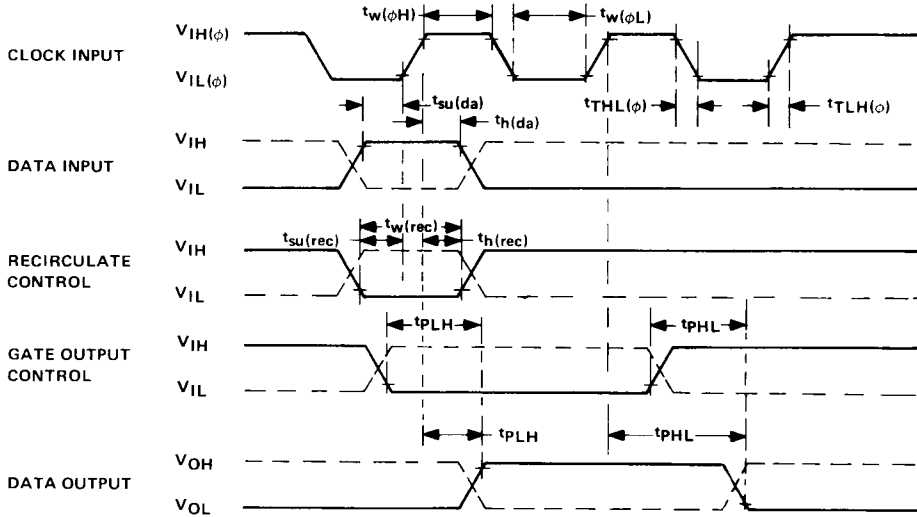 tw(ϕH) tw(ϕL)
VIH(ϕ)
CLOCK INPUT
VIL(ϕ)
tsu(da) tTHL(ϕ) tTLH(ϕ)
th(da)
VIH
DATA INPUT
VIL
tw(rec)
VIH tsu(rec) th(rec)
RECIRCULATE
CONTROL
VIL
tPLH tPHL
VIH
GATE OUTPUT
CONTROL
VIL
tPLH tPHL
VOH
DATA OUTPUT
VOL